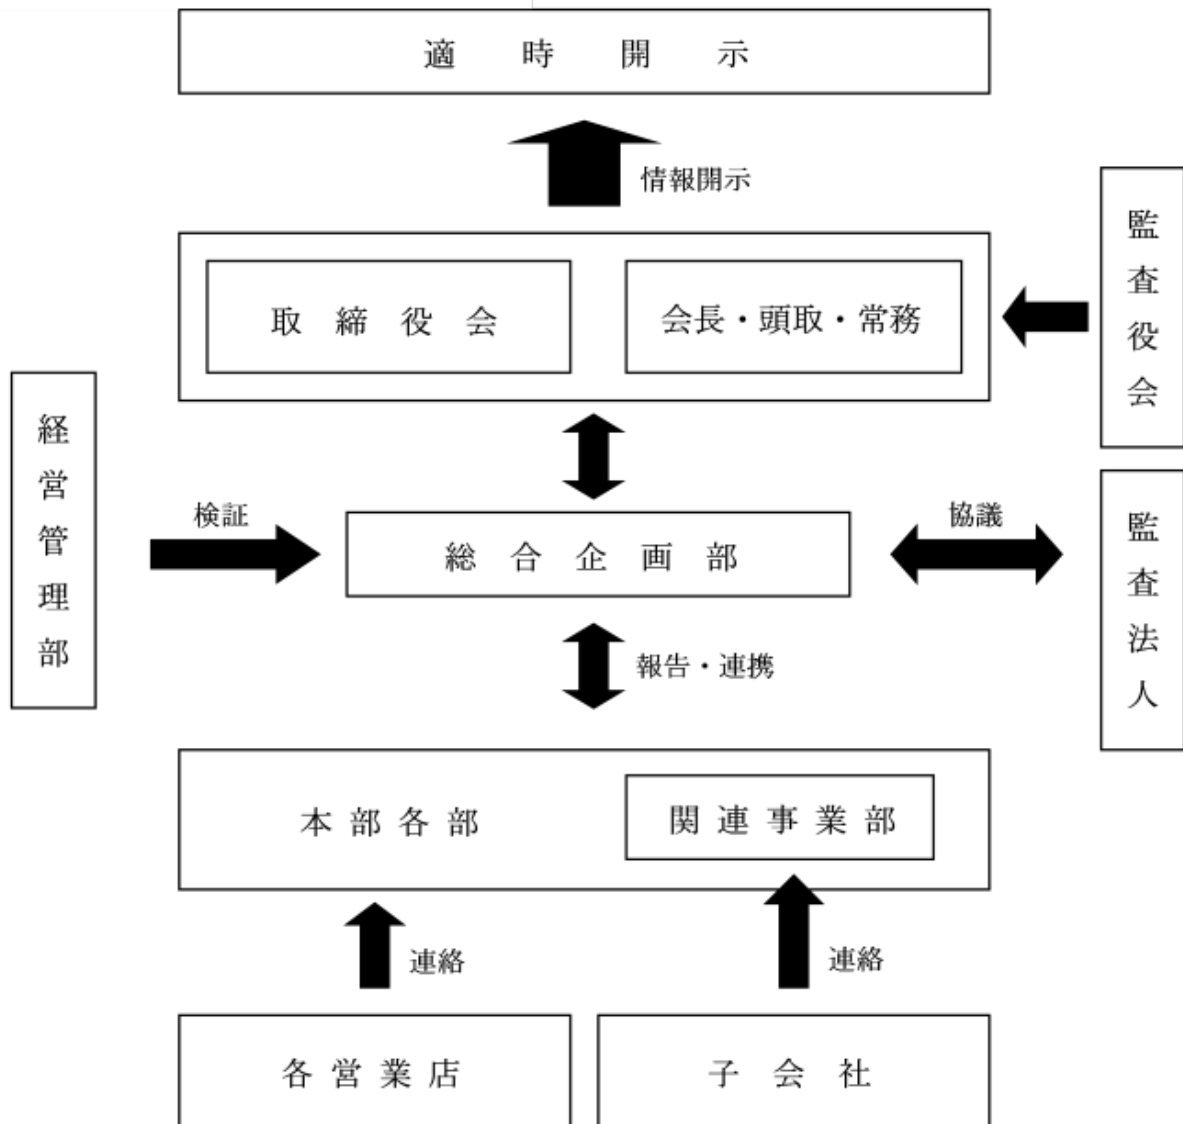 適時開示
情報開示
取締役会
会長・頭取・常務
監査役会
経営管理部
検証
総合企画部
協議
監査法人
報告・連携
本部各部
関連事業部
連絡
連絡
各営業店
子会社